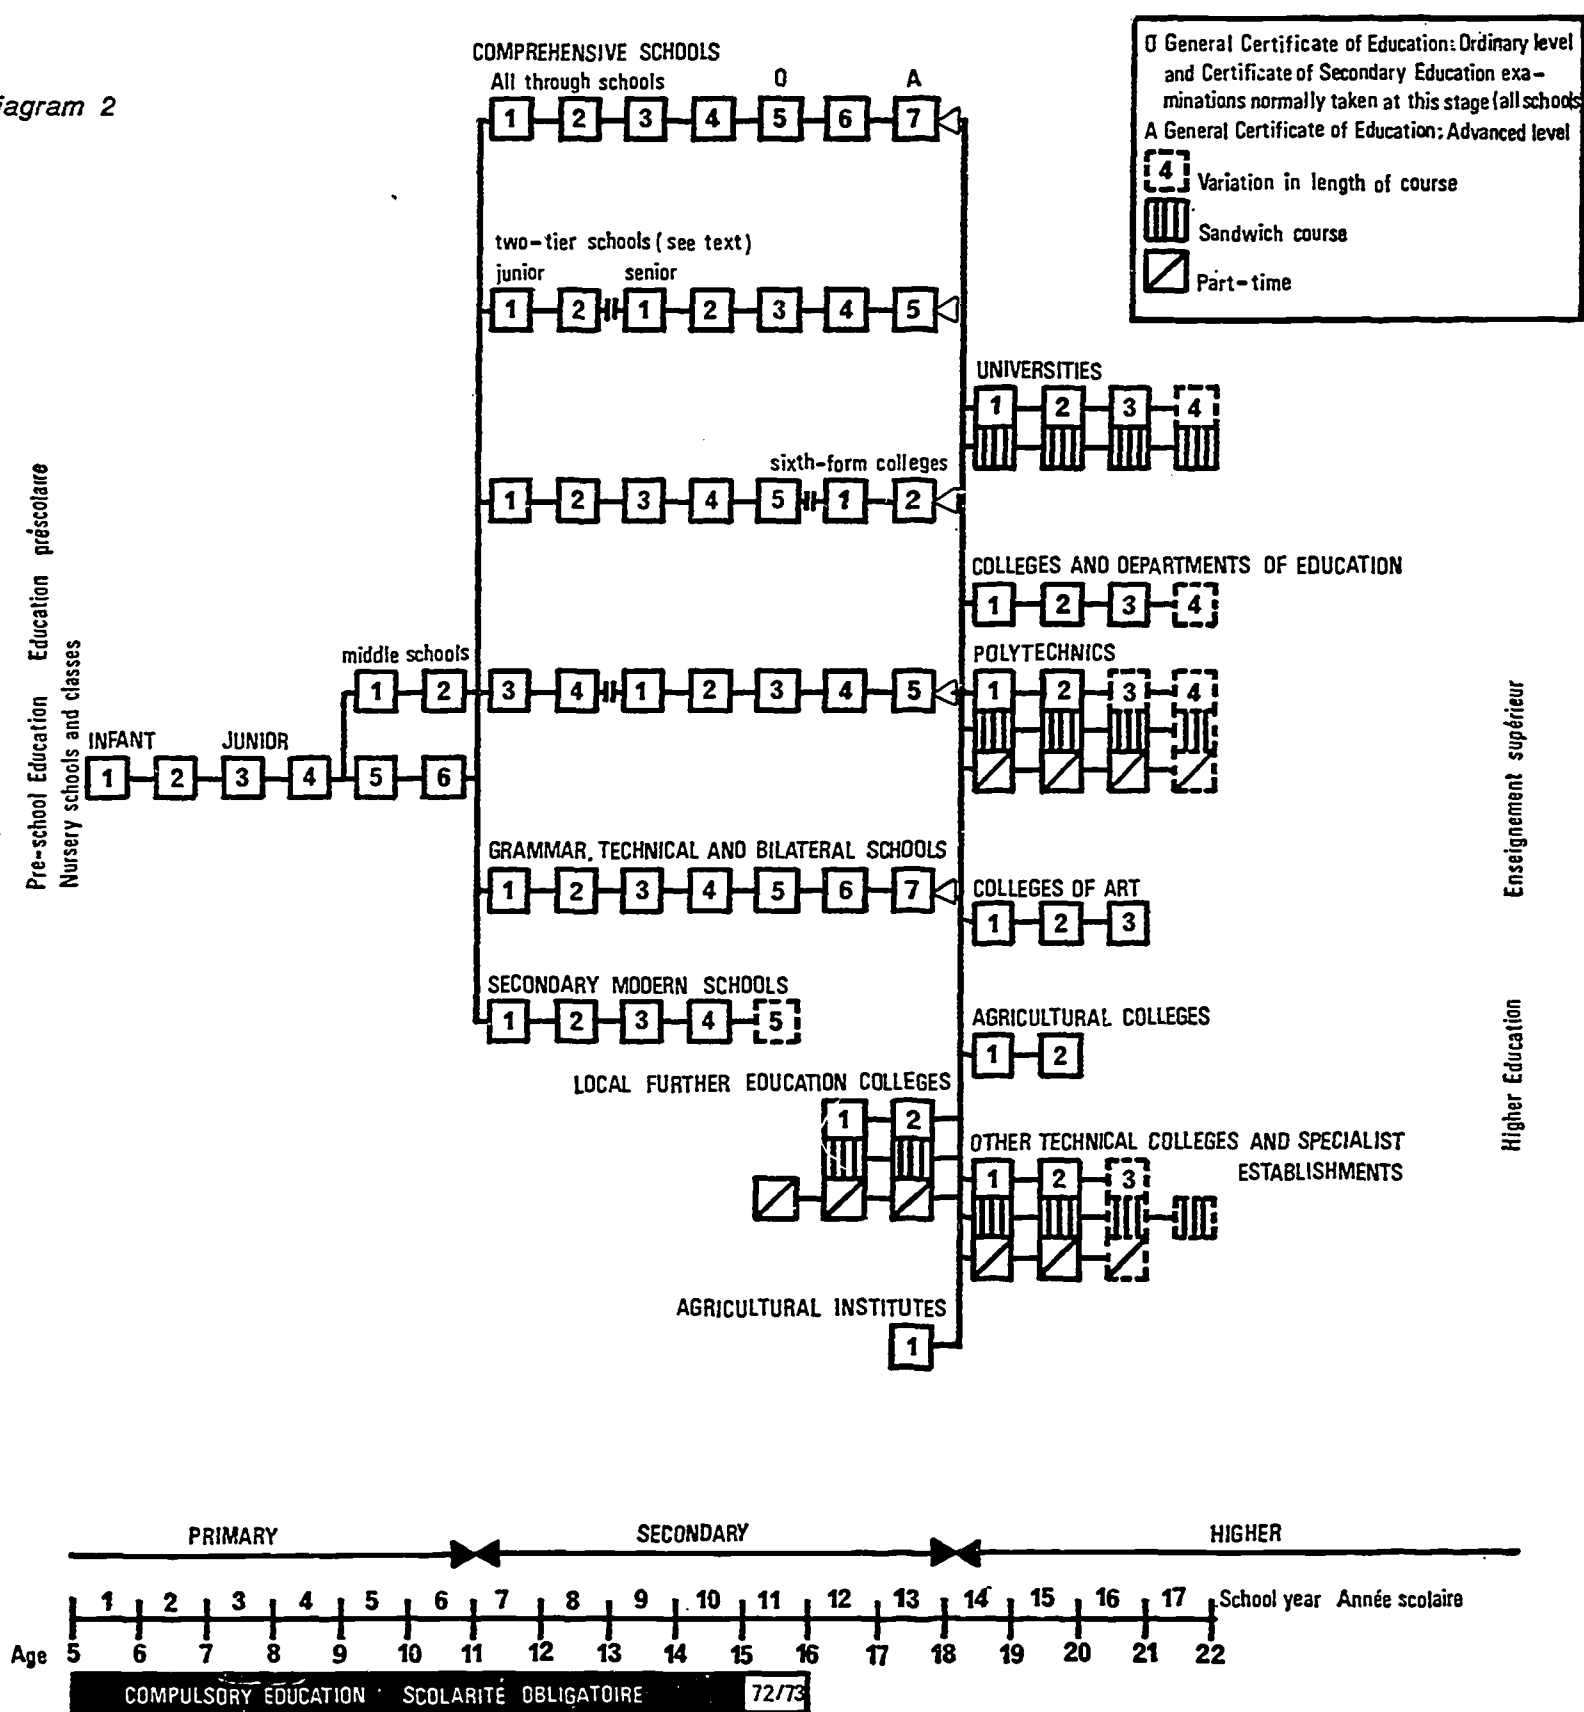 iagram 2
O General Certificate of Education: Ordinary level
and Certificate of Secondary Education exa-
minations normally taken at this stage (all schools
A General Certificate of Education: Advanced level
4 Variation in length of course
Sandwich course
Part-time
COMPREHENSIVE SCHOOLS
All through schools O A
1 2 3 4 5 6 7
two-tier schools (see text)
junior senior
1 2 1 2 3 4 5
UNIVERSITIES
1 2 3 4
sixth-form colleges
1 2 3 4 5 1 2
COLLEGES AND DEPARTMENTS OF EDUCATION
1 2 3 4
middle schools
1 2 3 4 1 2 3 4 5
POLYTECHNICS
1 2 3 4
Pre-school Education Education préscolaire
Nursery schools and classes
INFANT JUNIOR
1 2 3 4 5 6
GRAMMAR, TECHNICAL AND BILATERAL SCHOOLS
1 2 3 4 5 6 7
COLLEGES OF ART
1 2 3
SECONDARY MODERN SCHOOLS
1 2 3 4 5
AGRICULTURAL COLLEGES
1 2
LOCAL FURTHER EDUCATION COLLEGES
1 2
OTHER TECHNICAL COLLEGES AND SPECIALIST
ESTABLISHMENTS
1 2 3
AGRICULTURAL INSTITUTES
1
Enseignement supérieur
Higher Education
PRIMARY SECONDARY HIGHER
1 2 3 4 5 6 7 8 9 10 11 12 13 14 15 16 17 School year Année scolaire
Age 5 6 7 8 9 10 11 12 13 14 15 16 17 18 19 20 21 22
COMPULSORY EDUCATION SCOLARITÉ OBLIGATOIRE 72/73